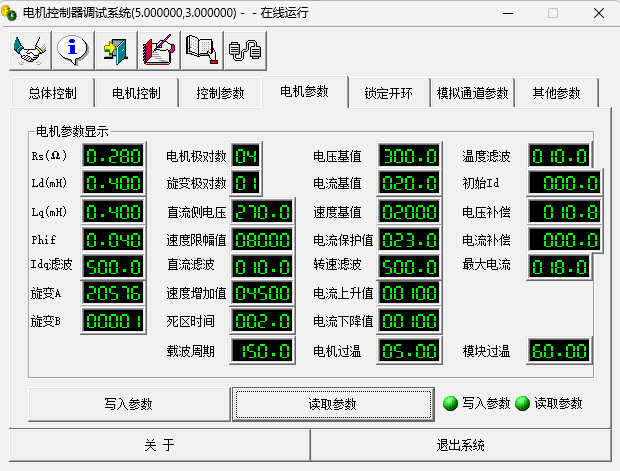 电机控制器调试系统(5.000000,3.000000) - - 在线运行
总体控制 电机控制 控制参数 电机参数 锁定开环 模拟通道参数 其他参数
电机参数显示
Rs(Ω) 0.280 电机极对数 04 电压基值 300.0 温度滤波 010.0
Ld(mH) 0.400 旋变极对数 01 电流基值 020.0 初始Id 000.0
Lq(mH) 0.400 直流侧电压 270.0 速度基值 02000 电压补偿 010.8
Phif 0.040 速度限幅值 08000 电流保护值 023.0 电流补偿 000.0
Idq滤波 500.0 直流滤波 010.0 转速滤波 500.0 最大电流 018.0
旋变A 20576 速度增加值 04500 电流上升值 00100
旋变B 00001 死区时间 002.0 电流下降值 00100
载波周期 150.0 电机过温 05.00 模块过温 60.00
写入参数 读取参数 写入参数 读取参数
关 于 退出系统